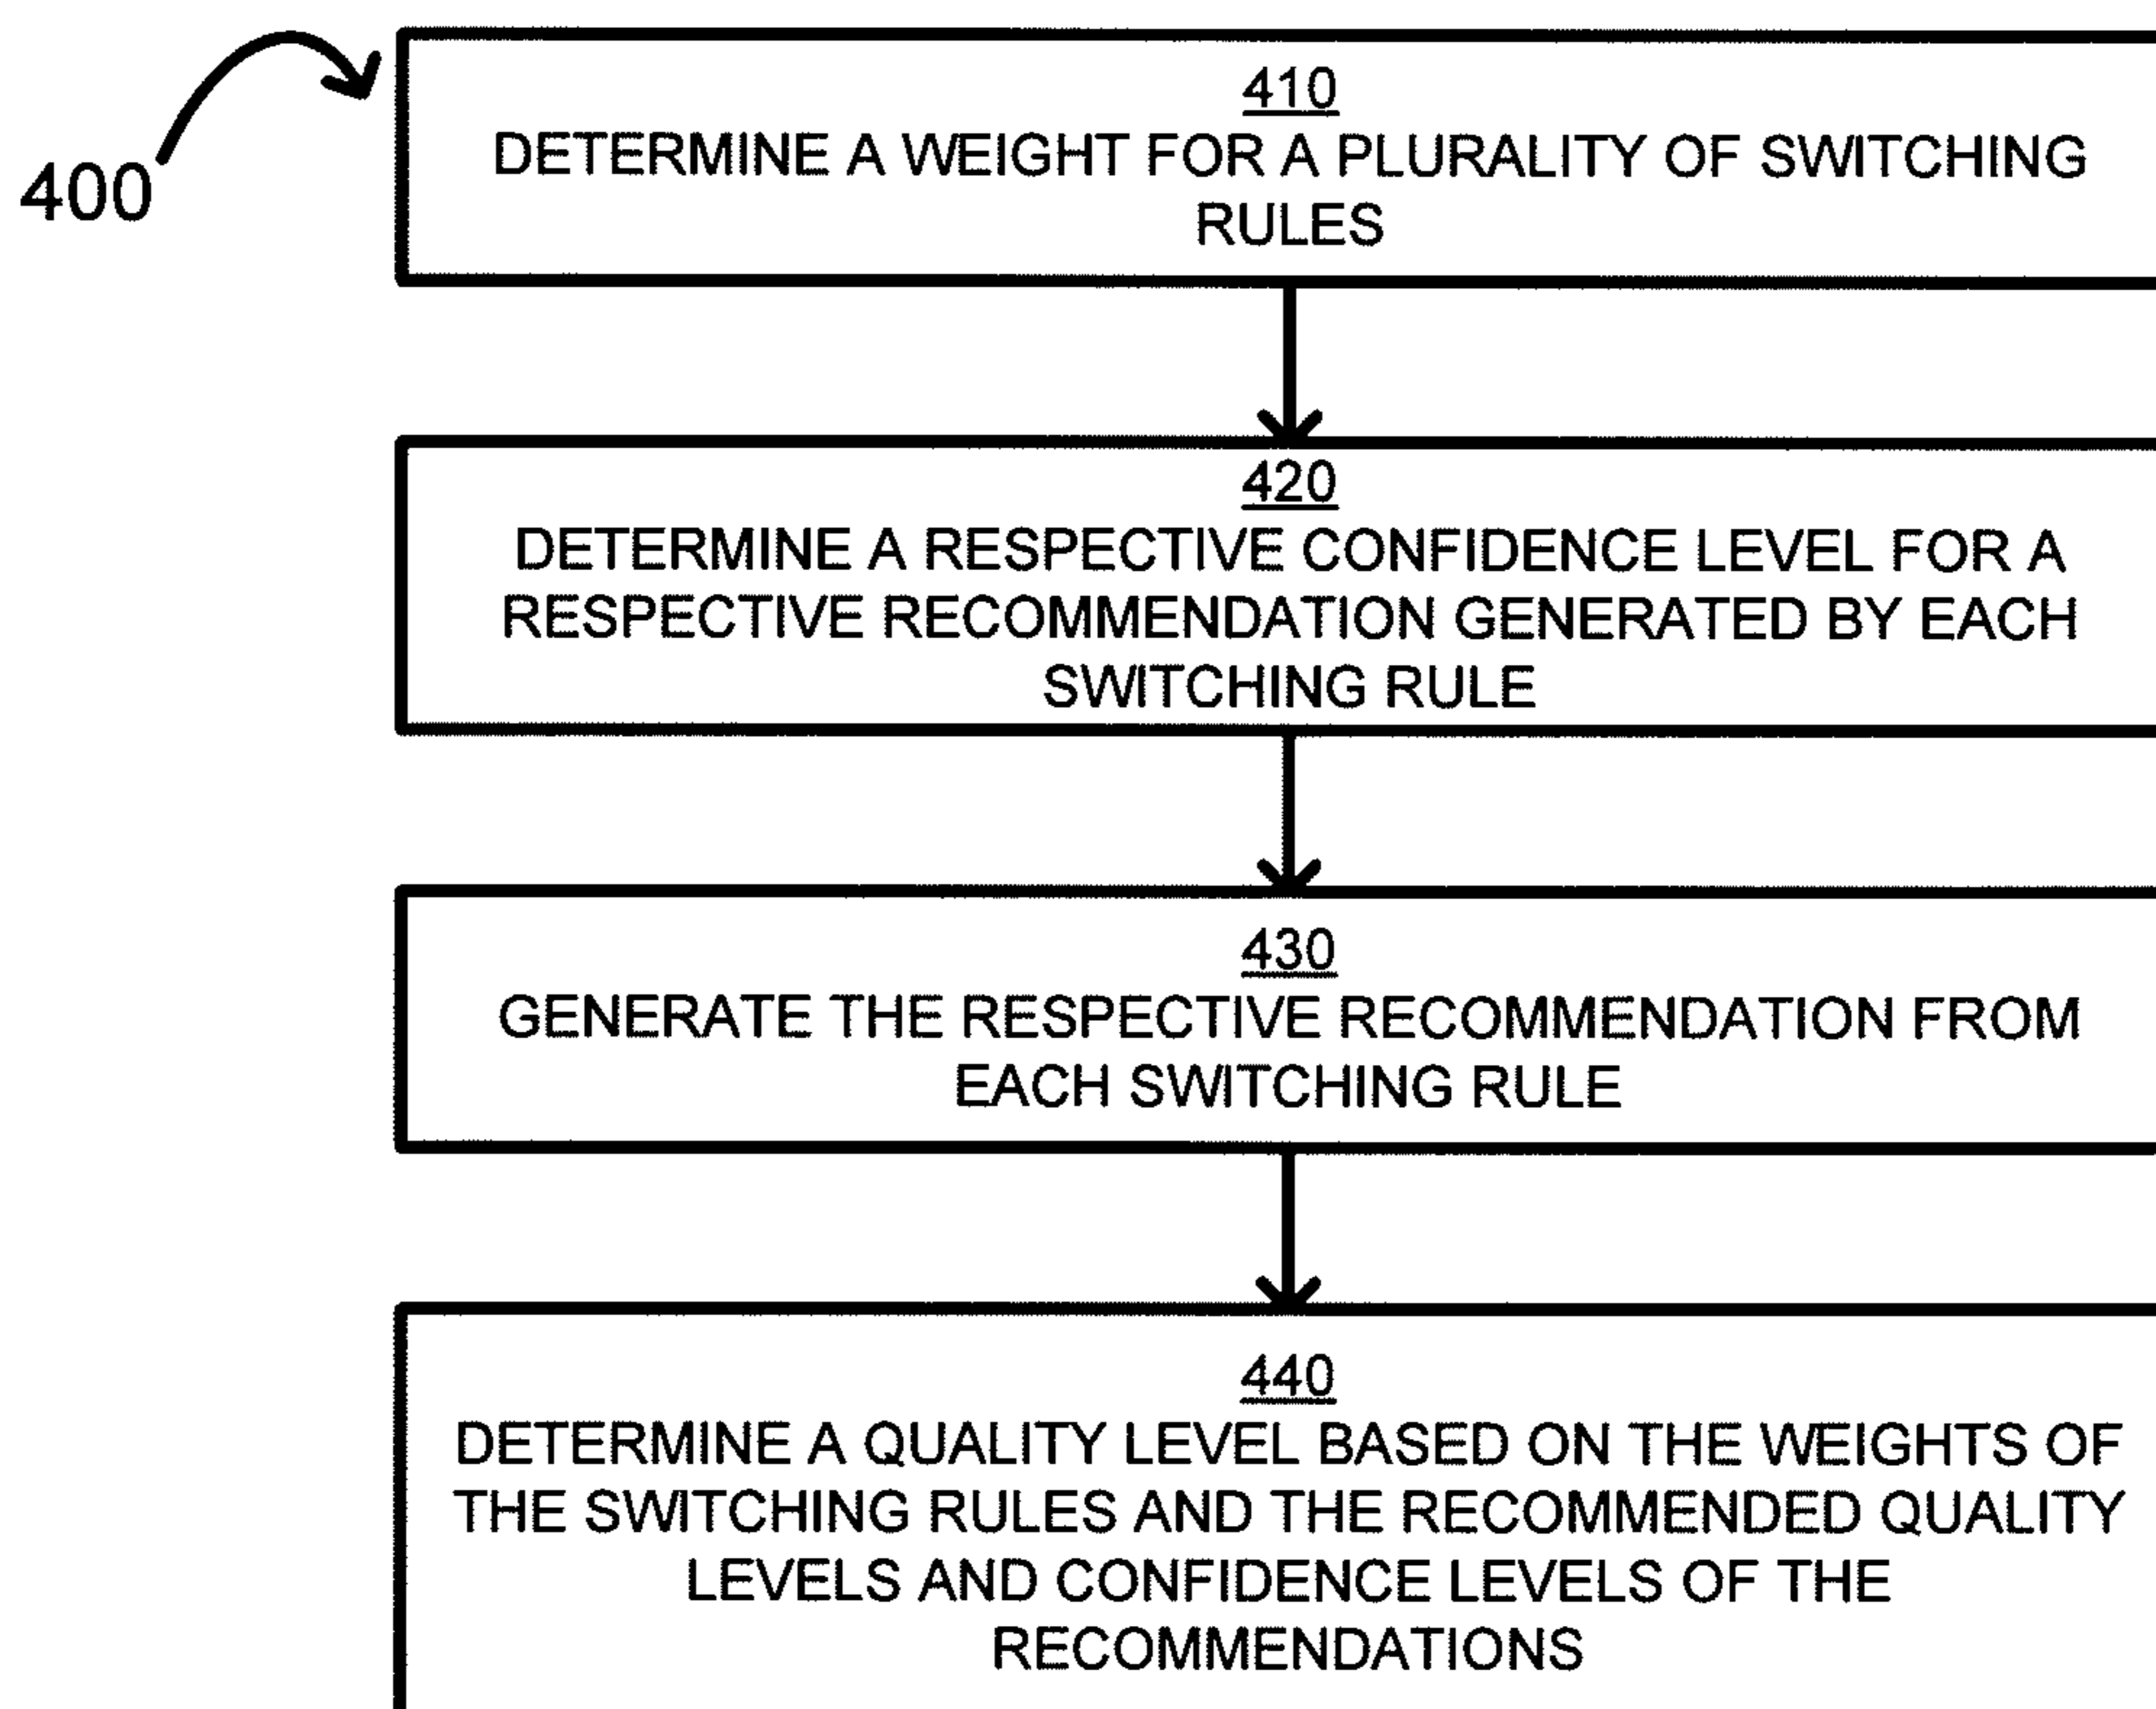 400
410
DETERMINE A WEIGHT FOR A PLURALITY OF SWITCHING
RULES
420
DETERMINE A RESPECTIVE CONFIDENCE LEVEL FOR A
RESPECTIVE RECOMMENDATION GENERATED BY EACH
SWITCHING RULE
430
GENERATE THE RESPECTIVE RECOMMENDATION FROM
EACH SWITCHING RULE
440
DETERMINE A QUALITY LEVEL BASED ON THE WEIGHTS OF
THE SWITCHING RULES AND THE RECOMMENDED QUALITY
LEVELS AND CONFIDENCE LEVELS OF THE
RECOMMENDATIONS